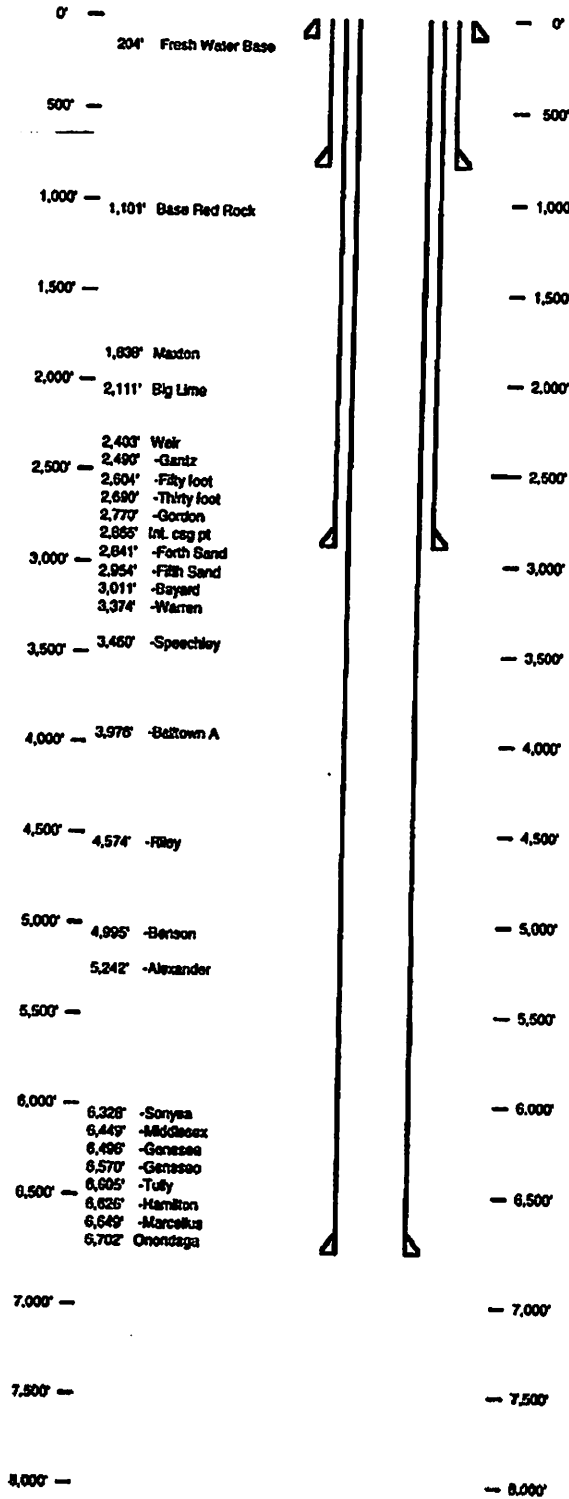 0'
204' Fresh Water Base
500'
1,000'
1,101' Base Red Rock
1,500'
1,838' Maxton
2,000'
2,111' Big Lime
2,403' Weir
2,490' -Gantz
2,500'
2,604' -Fifty foot
2,690' -Thirty foot
2,770' -Gordon
2,866' Int. csg pt
2,841' -Forth Sand
3,000'
2,954' -Fifth Sand
3,011' -Bayard
3,374' -Warren
3,460' -Speechley
3,500'
3,976' -Balltown A
4,000'
4,500'
4,574' -Riley
5,000'
4,995' -Benson
5,242' -Alexander
5,500'
6,000'
6,328' -Sonyea
6,449' -Middlesex
6,496' -Genesee
6,570' -Geneseo
6,605' -Tully
6,500'
6,626' -Hamilton
6,649' -Marcellus
6,702' Onondaga
7,000'
7,500'
8,000'
0'
500'
1,000
1,500
2,000'
2,500'
3,000'
3,500'
4,000'
4,500'
5,000'
5,500'
6,000'
6,500'
7,000'
7,500'
8,000'